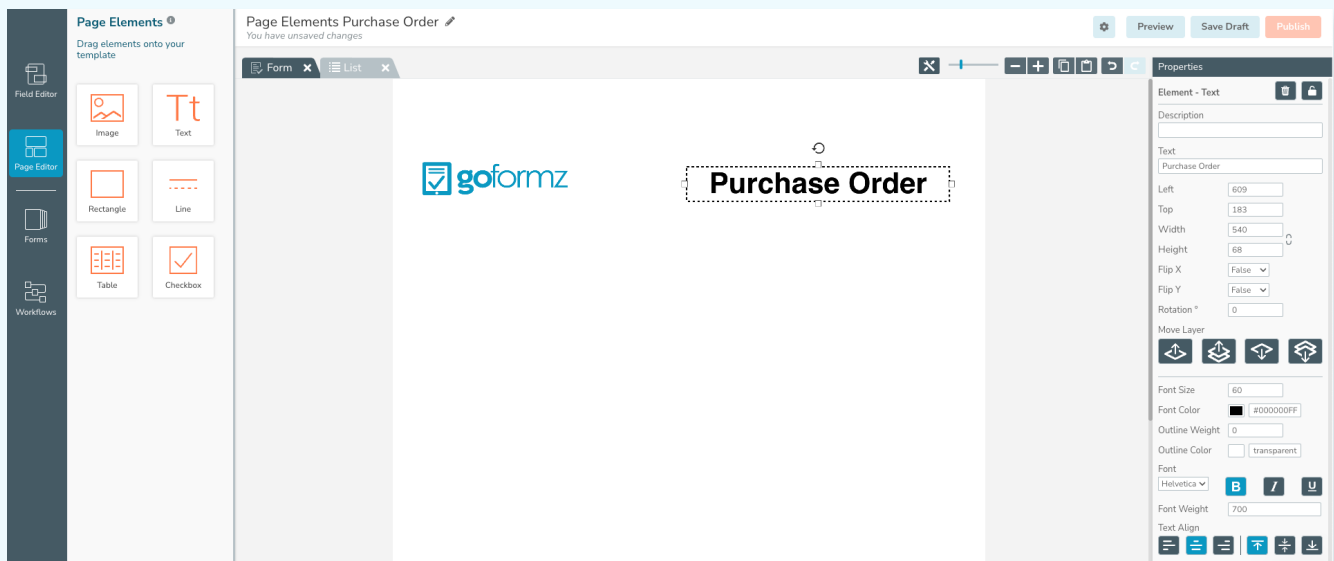 Page Elements
Drag elements onto your
template
Page Elements Purchase Order
You have unsaved changes
Preview
Save Draft
Publish
Field Editor
Page Editor
Forms
Workflows
Image
Text
Rectangle
Line
Table
Checkbox
Form
List
goformz
Purchase Order
Properties
Element - Text
Description
Text
Purchase Order
Left 609
Top 183
Width 540
Height 68
Flip X False
Flip Y False
Rotation ° 0
Move Layer
Font Size 60
Font Color #000000FF
Outline Weight 0
Outline Color transparent
Font
Helvetica B I U
Font Weight 700
Text Align